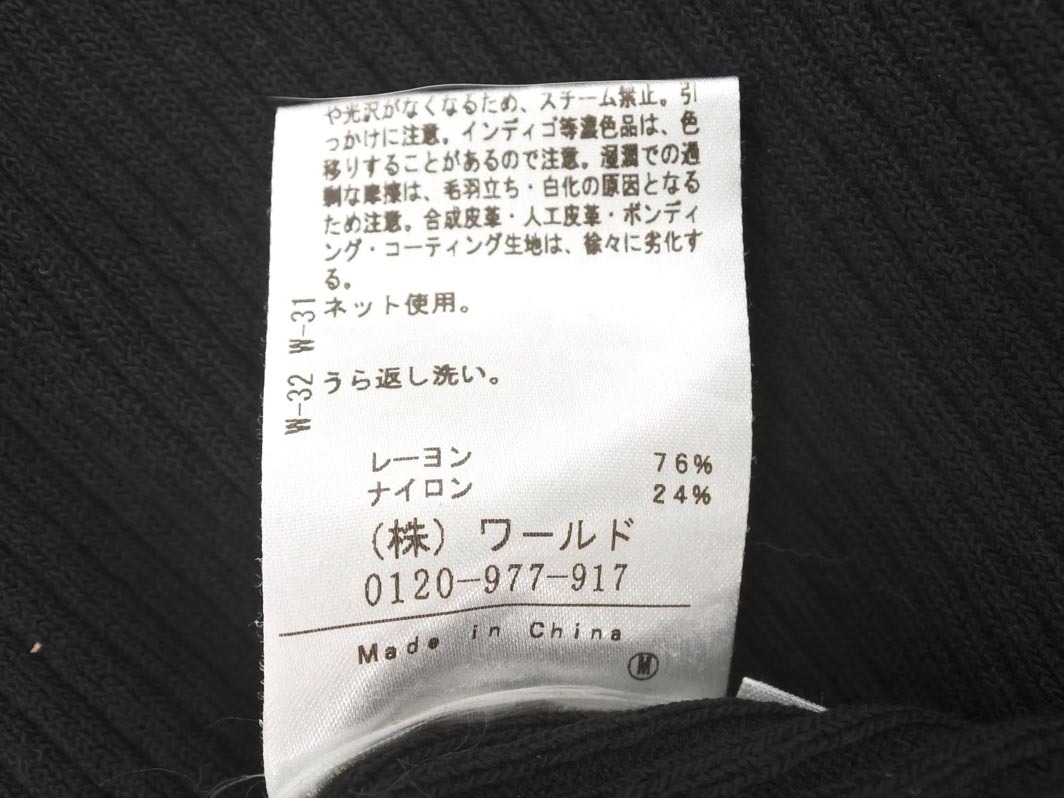 や光沢がなくなるため、スチーム禁止。引
っかけに注意。インディゴ等濃色品は、色
移りすることがあるので注意。湿潤での過
剰な摩擦は、毛羽立ち・白化の原因となる
ため注意。合成皮革・人工皮革・ボンディ
ング・コーティング生地は、徐々に劣化す
る。
ネット使用。
W-32 W-31
うら返し洗い。
レーヨン 76%
ナイロン 24%
(株) ワールド
0120-977-917
Made in China
M